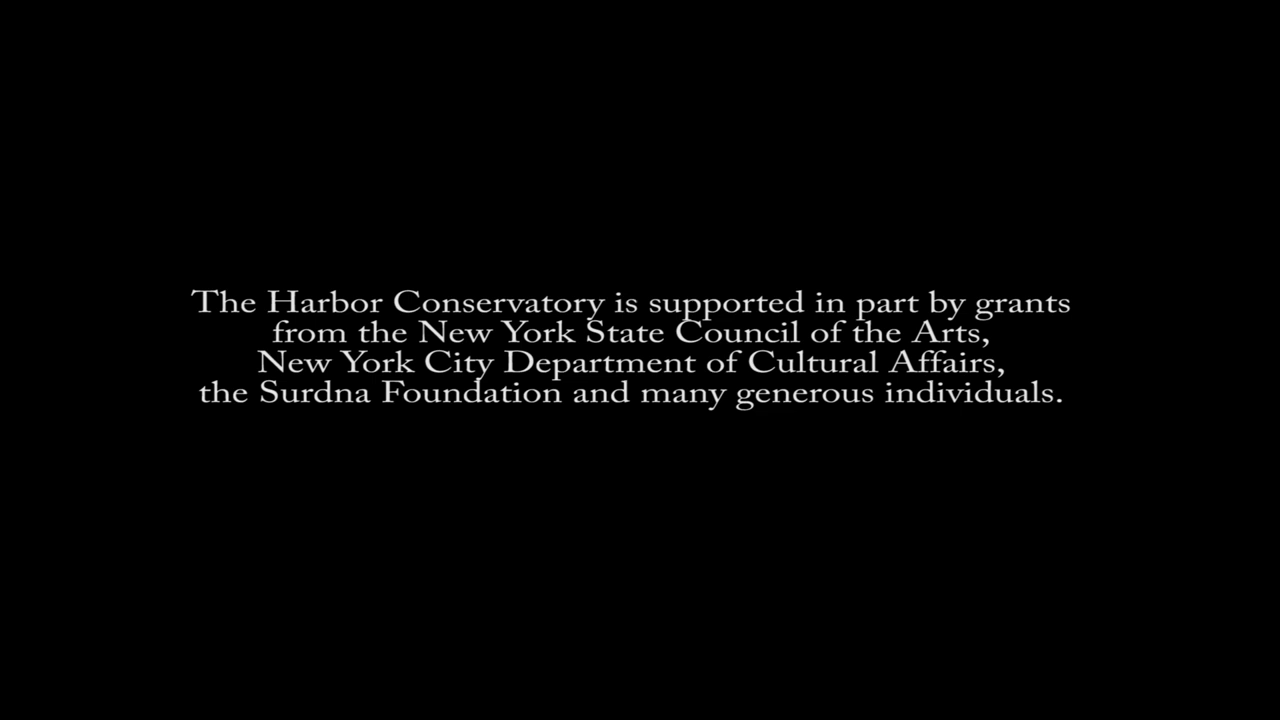 The Harbor Conservatory is supported in part by grants
from the New York State Council of the Arts,
New York City Department of Cultural Affairs,
the Surdna Foundation and many generous individuals.